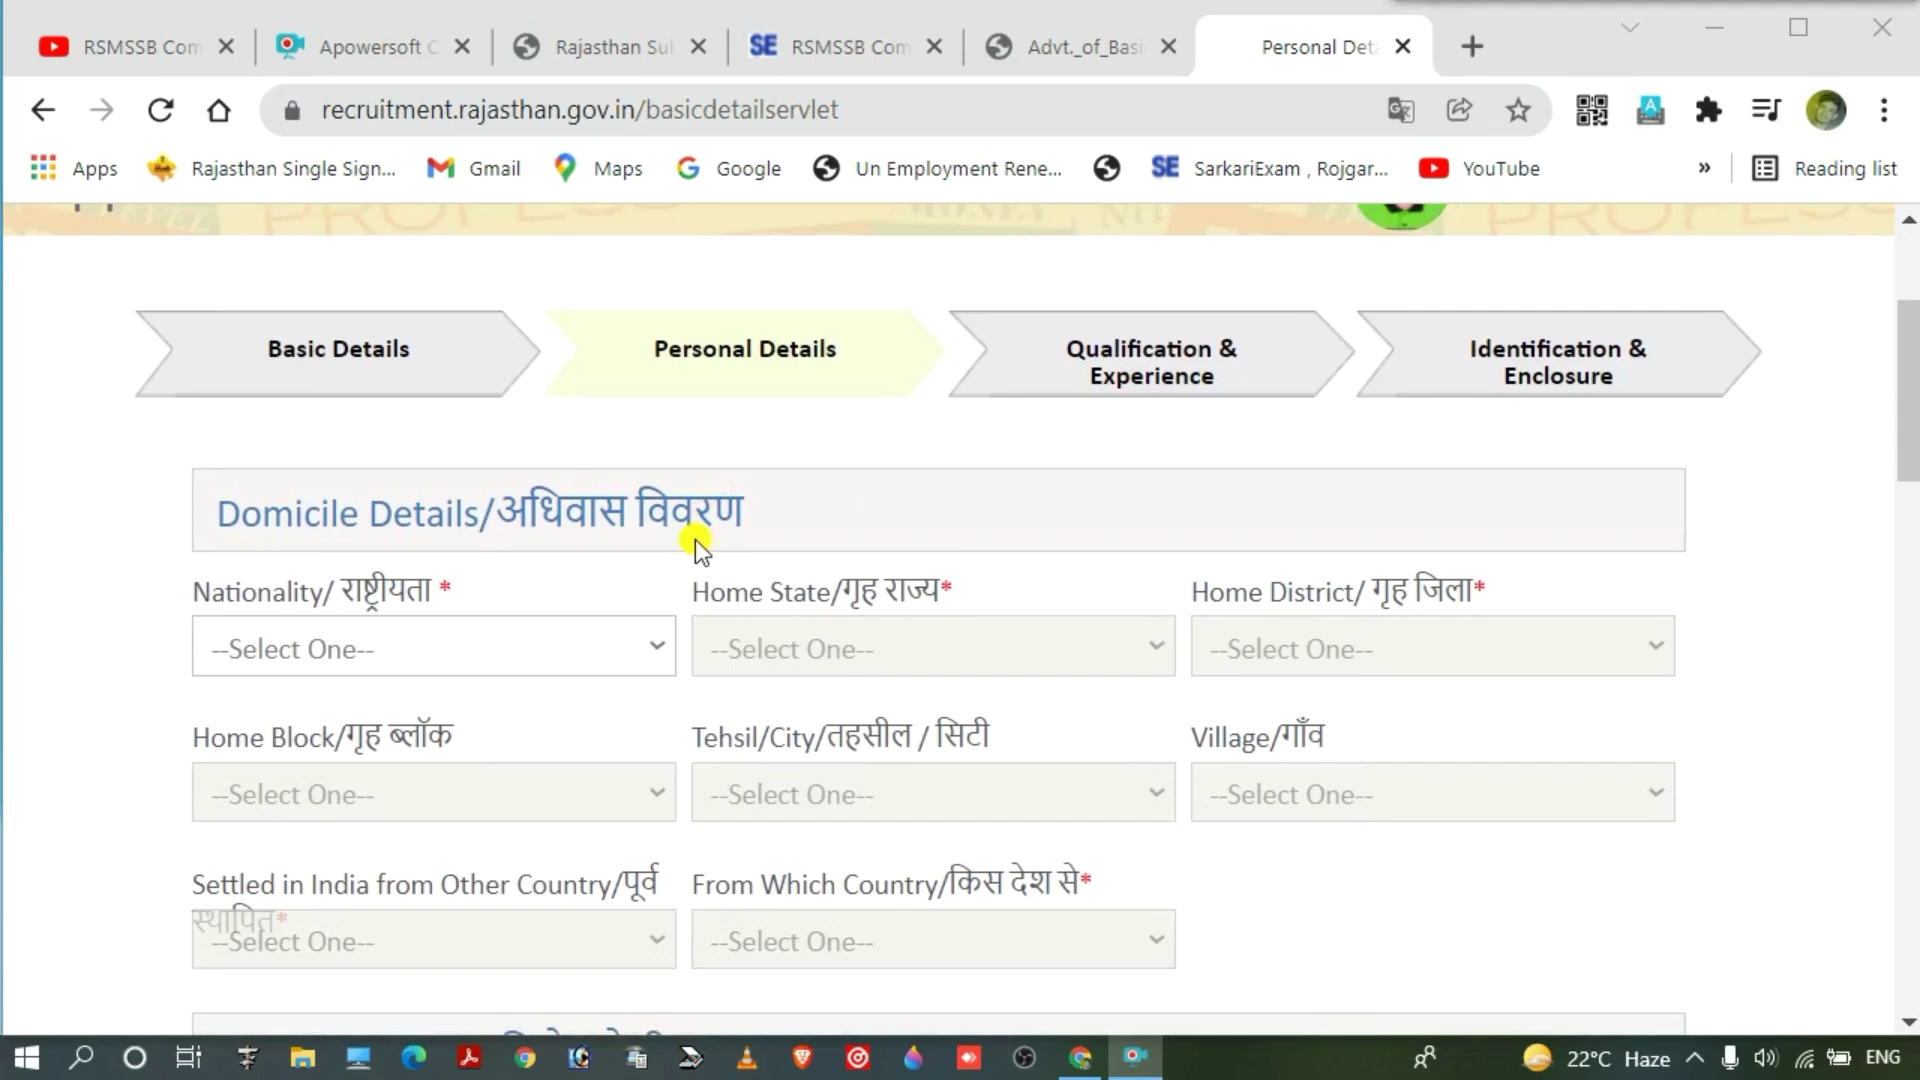 RSMSSB Com
Apowersoft C
Rajasthan Sul
SE RSMSSB Com
Advt._of_Basi
Personal Deta
recruitment.rajasthan.gov.in/basicdetailservlet
Apps
Rajasthan Single Sign...
Gmail
Maps
Google
Un Employment Rene...
SE SarkariExam , Rojgar...
YouTube
»
Reading list
Basic Details
Personal Details
Qualification &
Experience
Identification &
Enclosure
Domicile Details/अधिवास विवरण
Nationality/ राष्ट्रीयता *
Home State/गृह राज्य*
Home District/ गृह जिला*
--Select One--
--Select One--
--Select One--
Home Block/गृह ब्लॉक
Tehsil/City/तहसील / सिटी
Village/गाँव
--Select One--
--Select One--
--Select One--
Settled in India from Other Country/पूर्व
स्थापित*
From Which Country/किस देश से*
--Select One--
--Select One--
22°C Haze
ENG